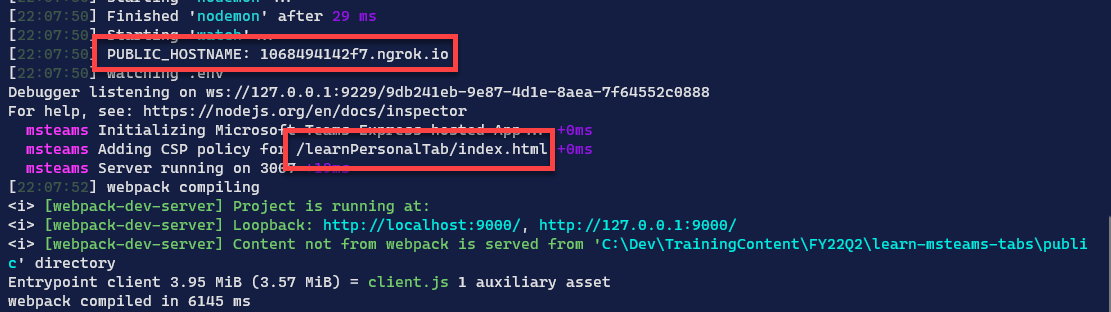 [22:07:50] Starting 'nodemon'...
[22:07:50] Finished 'nodemon' after 29 ms
[22:07:50] Starting 'watch'...
[22:07:50] PUBLIC_HOSTNAME: 1068494142f7.ngrok.io
[22:07:50] Watching .env
Debugger listening on ws://127.0.0.1:9229/9db241eb-9e87-4d1e-8aea-7f64552c0888
For help, see: https://nodejs.org/en/docs/inspector
msteams Initializing Microsoft Teams Express hosted App... +0ms
msteams Adding CSP policy for /learnPersonalTab/index.html +0ms
msteams Server running on 3007 +10ms
[22:07:52] webpack compiling
<i> [webpack-dev-server] Project is running at:
<i> [webpack-dev-server] Loopback: http://localhost:9000/, http://127.0.0.1:9000/
<i> [webpack-dev-server] Content not from webpack is served from 'C:\Dev\TrainingContent\FY22Q2\learn-msteams-tabs\publi
c' directory
Entrypoint client 3.95 MiB (3.57 MiB) = client.js 1 auxiliary asset
webpack compiled in 6145 ms